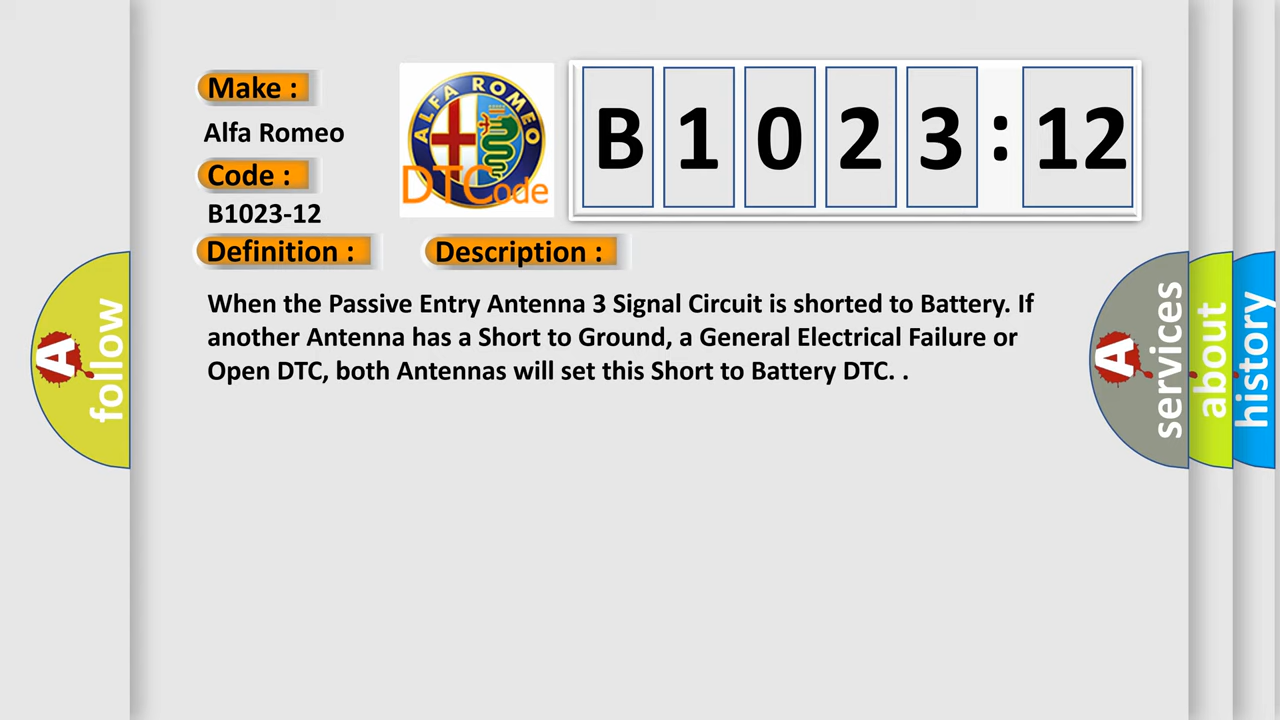 Make :
Alfa Romeo
Code :
B1023-12
ALFA ROMEO
DTCode
B 1 0 2 3 : 12
Definition :
Description :
When the Passive Entry Antenna 3 Signal Circuit is shorted to Battery. If
another Antenna has a Short to Ground, a General Electrical Failure or
Open DTC, both Antennas will set this Short to Battery DTC. .
A
follow
A
services
about
history